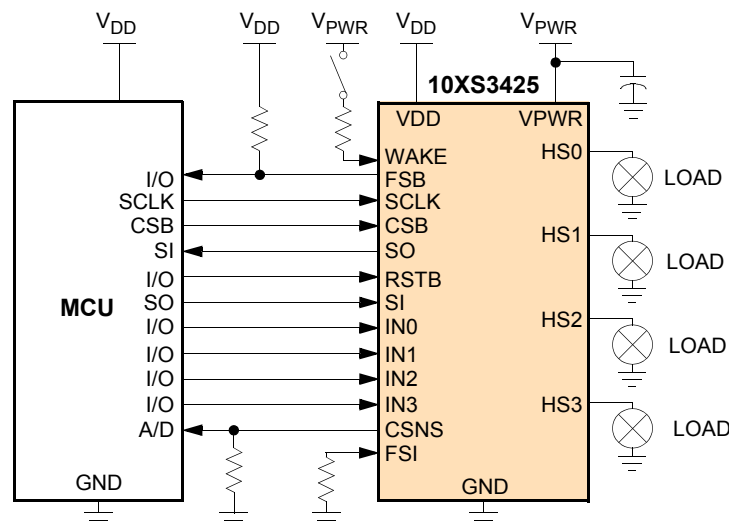 VDD VDD VPWR VDD VPWR
10XS3425
VDD VPWR
HS0
WAKE
I/O FSB LOAD
SCLK SCLK
CSB CSB HS1
SI SO
LOAD
I/O RSTB
MCU SO SI
I/O IN0 HS2
I/O IN1 LOAD
I/O IN2
I/O IN3 HS3
A/D CSNS LOAD
FSI
GND GND